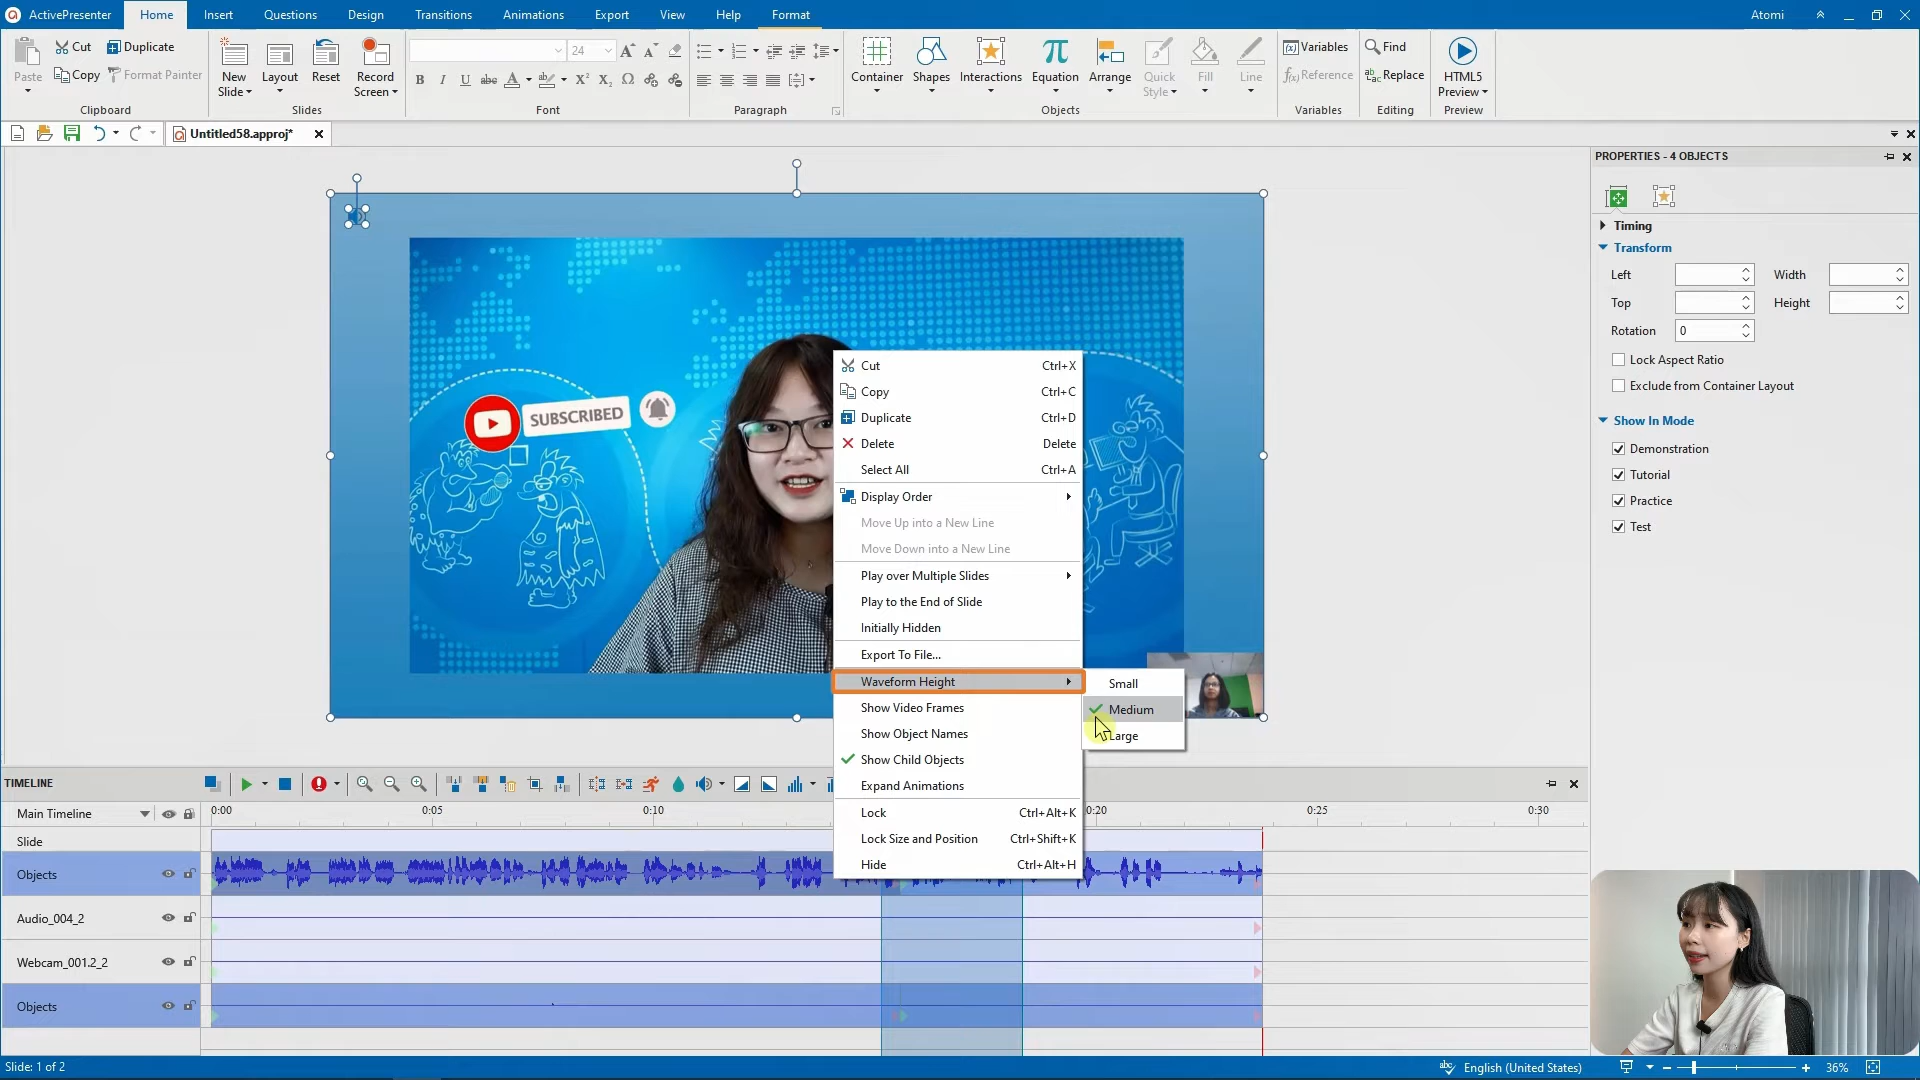 ActivePresenter
Home
Insert
Questions
Design
Transitions
Animations
Export
View
Help
Format
Atomi
Paste
Cut
Copy
Duplicate
Format Painter
Clipboard
New Slide
Layout
Reset
Record Screen
Slides
24
B I U abc A ab X² X₂ Ω
Font
Paragraph
Container
Shapes
Interactions
Equation
Arrange
Quick Style
Fill
Line
Objects
(x) Variables
f(x) Reference
Variables
Find
Replace
Editing
HTML5 Preview
Preview
Untitled58.approj*
PROPERTIES - 4 OBJECTS
Timing
Transform
Left
Width
Top
Height
Rotation 0
Lock Aspect Ratio
Exclude from Container Layout
Show In Mode
Demonstration
Tutorial
Practice
Test
SUBSCRIBED
Cut Ctrl+X
Copy Ctrl+C
Duplicate Ctrl+D
Delete Delete
Select All Ctrl+A
Display Order
Move Up into a New Line
Move Down into a New Line
Play over Multiple Slides
Play to the End of Slide
Initially Hidden
Export To File...
Waveform Height
Show Video Frames
Show Object Names
Show Child Objects
Expand Animations
Lock Ctrl+Alt+K
Lock Size and Position Ctrl+Shift+K
Hide Ctrl+Alt+H
Small
Medium
Large
TIMELINE
Main Timeline
0:00 0:05 0:10 0:20 0:25 0:30
Slide
Objects
Audio_004_2
Webcam_001.2_2
Objects
Slide: 1 of 2
English (United States)
36%